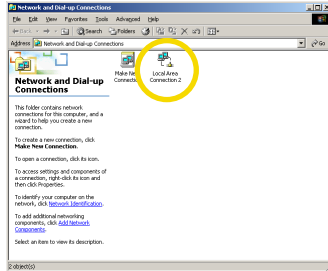 Network and Dial-up Connections
File Edit View Favorites Tools Advanced Help
Back Search Folders
Address Network and Dial-up Connections Go
Network and Dial-up
Connections
This folder contains network
connections for this computer, and a
wizard to help you create a new
connection.
To create a new connection, click
Make New Connection.
To open a connection, click its icon.
To access settings and components of
a connection, right-click its icon and
then click Properties.
To identify your computer on the
network, click Network Identification.
To add additional networking
components, click Add Network
Components.
Select an item to view its description.
Make New
Connection
Local Area
Connection 2
2 object(s)